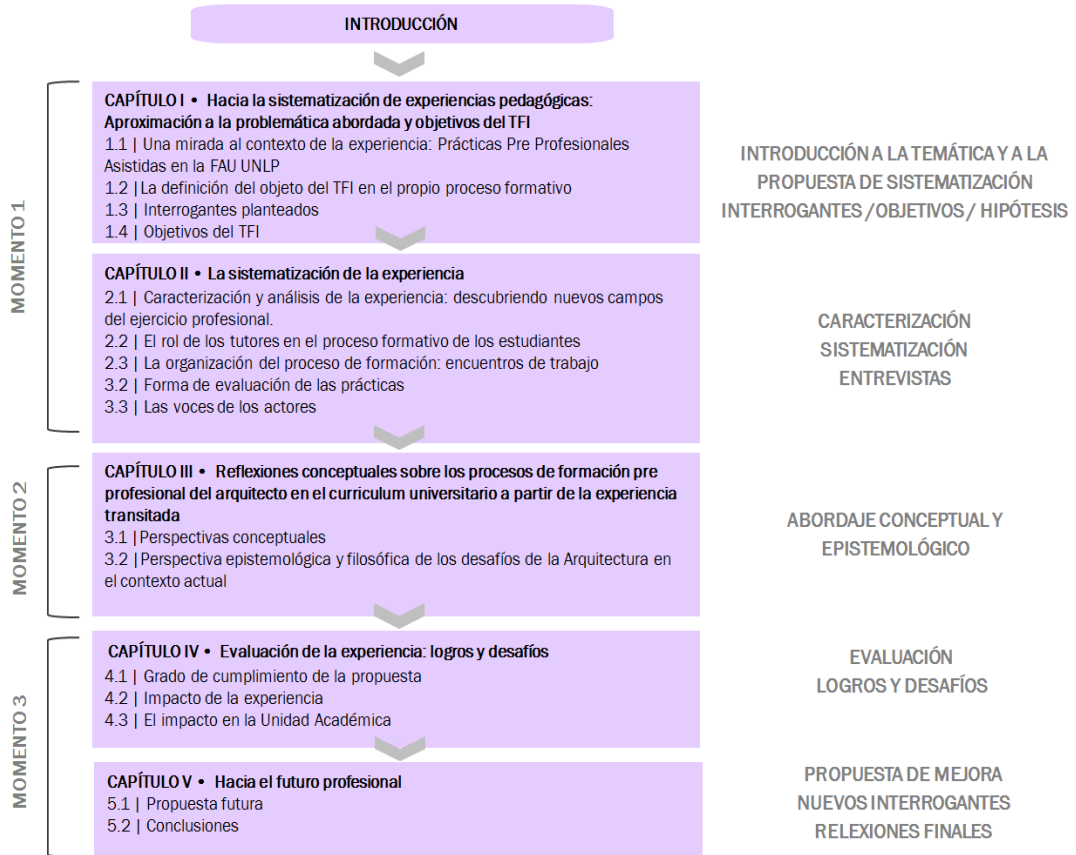 INTRODUCCIÓN
MOMENTO 1
CAPÍTULO I • Hacia la sistematización de experiencias pedagógicas:
Aproximación a la problemática abordada y objetivos del TFI
1.1 | Una mirada al contexto de la experiencia: Prácticas Pre Profesionales
Asistidas en la FAU UNLP
1.2 | La definición del objeto del TFI en el propio proceso formativo
1.3 | Interrogantes planteados
1.4 | Objetivos del TFI
INTRODUCCIÓN A LA TEMÁTICA Y A LA
PROPUESTA DE SISTEMATIZACIÓN
INTERROGANTES / OBJETIVOS / HIPÓTESIS
CAPÍTULO II • La sistematización de la experiencia
2.1 | Caracterización y análisis de la experiencia: descubriendo nuevos campos
del ejercicio profesional.
2.2 | El rol de los tutores en el proceso formativo de los estudiantes
2.3 | La organización del proceso de formación: encuentros de trabajo
3.2 | Forma de evaluación de las prácticas
3.3 | Las voces de los actores
CARACTERIZACIÓN
SISTEMATIZACIÓN
ENTREVISTAS
MOMENTO 2
CAPÍTULO III • Reflexiones conceptuales sobre los procesos de formación pre
profesional del arquitecto en el curriculum universitario a partir de la experiencia
transitada
3.1 | Perspectivas conceptuales
3.2 | Perspectiva epistemológica y filosófica de los desafíos de la Arquitectura en
el contexto actual
ABORDAJE CONCEPTUAL Y
EPISTEMOLÓGICO
MOMENTO 3
CAPÍTULO IV • Evaluación de la experiencia: logros y desafíos
4.1 | Grado de cumplimiento de la propuesta
4.2 | Impacto de la experiencia
4.3 | El impacto en la Unidad Académica
EVALUACIÓN
LOGROS Y DESAFÍOS
CAPÍTULO V • Hacia el futuro profesional
5.1 | Propuesta futura
5.2 | Conclusiones
PROPUESTA DE MEJORA
NUEVOS INTERROGANTES
RELEXIONES FINALES